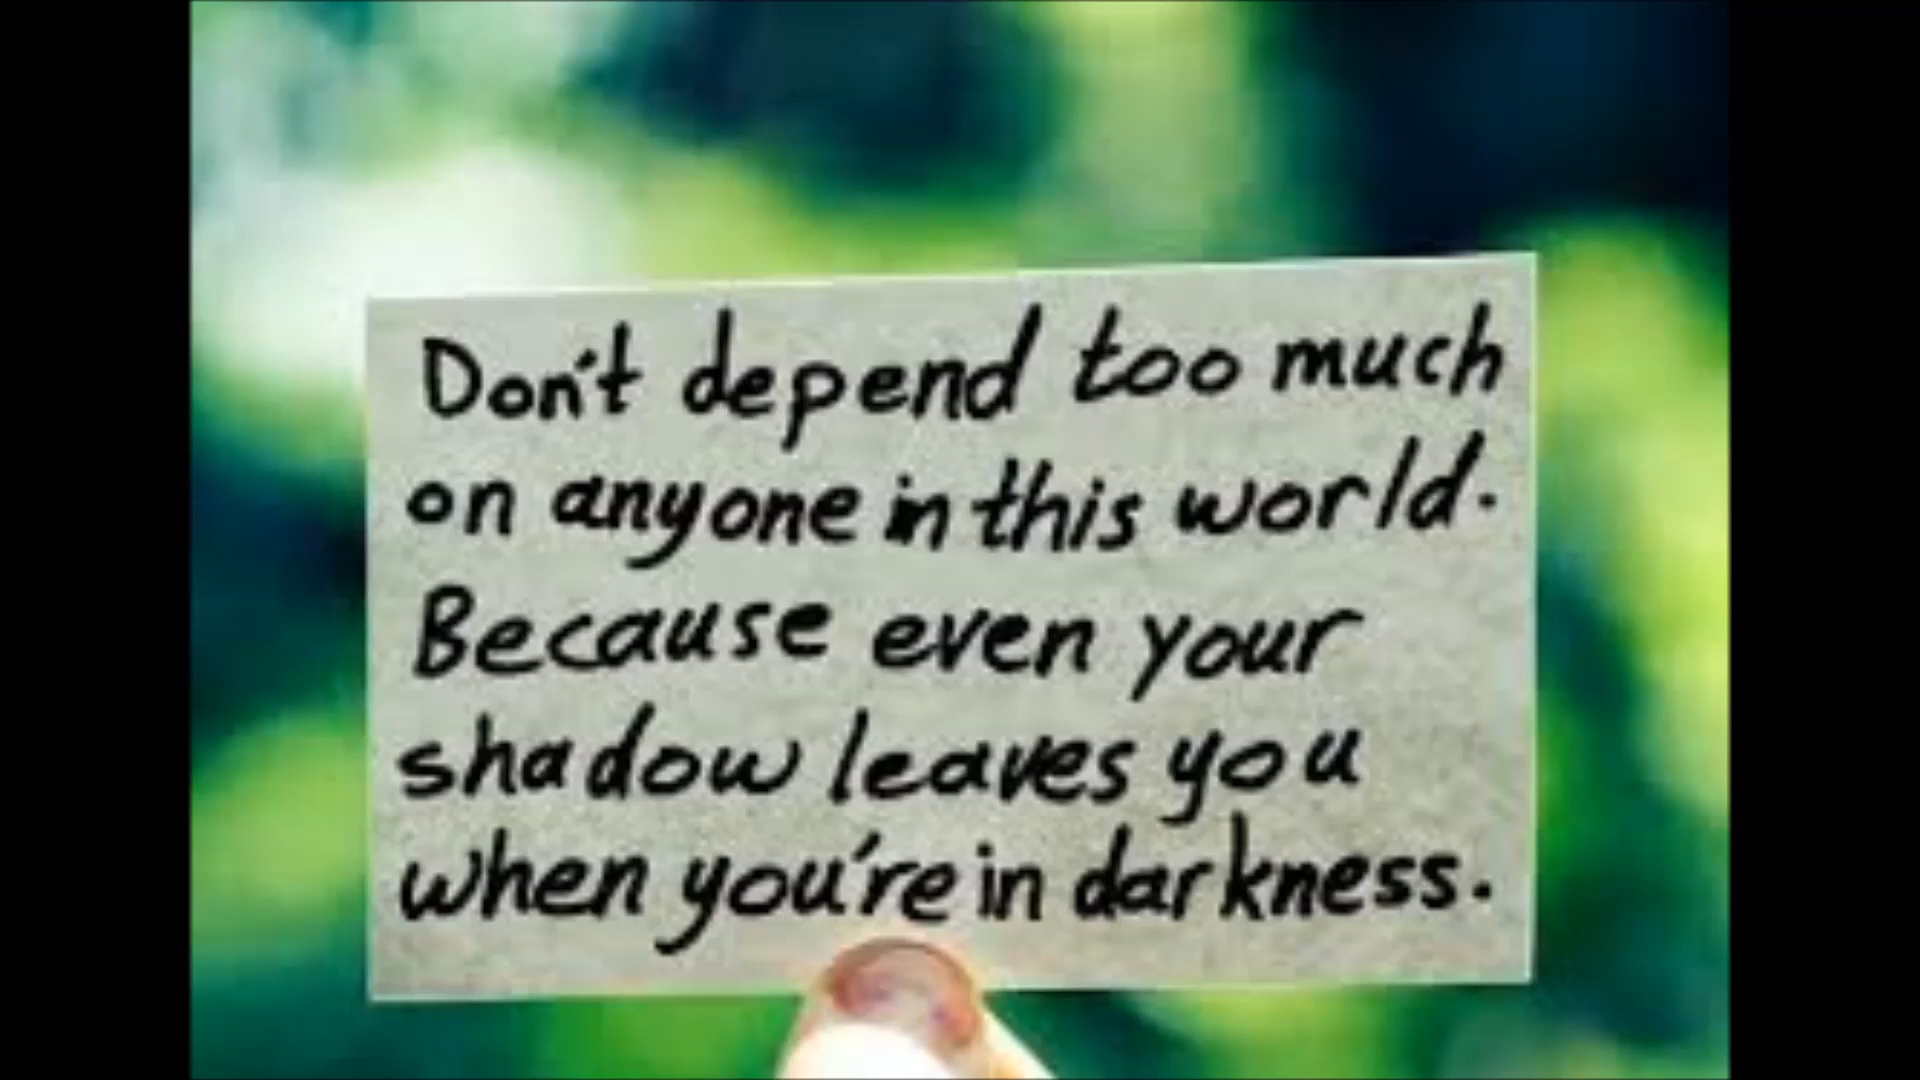 Don't depend too much
on anyone in this world.
Because even your
shadow leaves you
when you're in darkness.